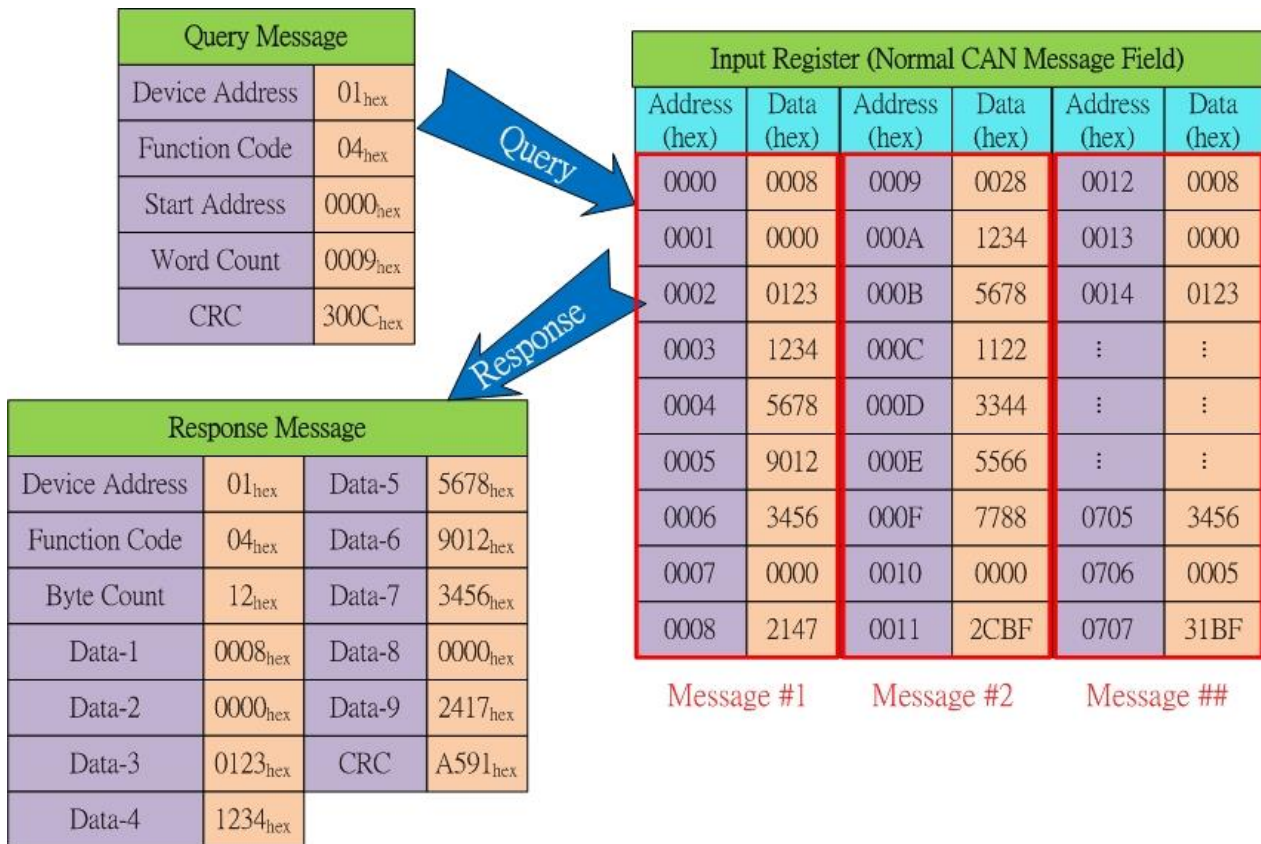 Query Message
Device Address 01hex
Function Code 04hex
Start Address 0000hex
Word Count 0009hex
CRC 300Chex
Query
Response
Input Register (Normal CAN Message Field)
Address (hex) Data (hex) Address (hex) Data (hex) Address (hex) Data (hex)
0000 0008 0009 0028 0012 0008
0001 0000 000A 1234 0013 0000
0002 0123 000B 5678 0014 0123
0003 1234 000C 1122 ⋮ ⋮
0004 5678 000D 3344 ⋮ ⋮
0005 9012 000E 5566 ⋮ ⋮
0006 3456 000F 7788 0705 3456
0007 0000 0010 0000 0706 0005
0008 2147 0011 2CBF 0707 31BF
Message #1 Message #2 Message ##
Response Message
Device Address 01hex Data-5 5678hex
Function Code 04hex Data-6 9012hex
Byte Count 12hex Data-7 3456hex
Data-1 0008hex Data-8 0000hex
Data-2 0000hex Data-9 2417hex
Data-3 0123hex CRC A591hex
Data-4 1234hex